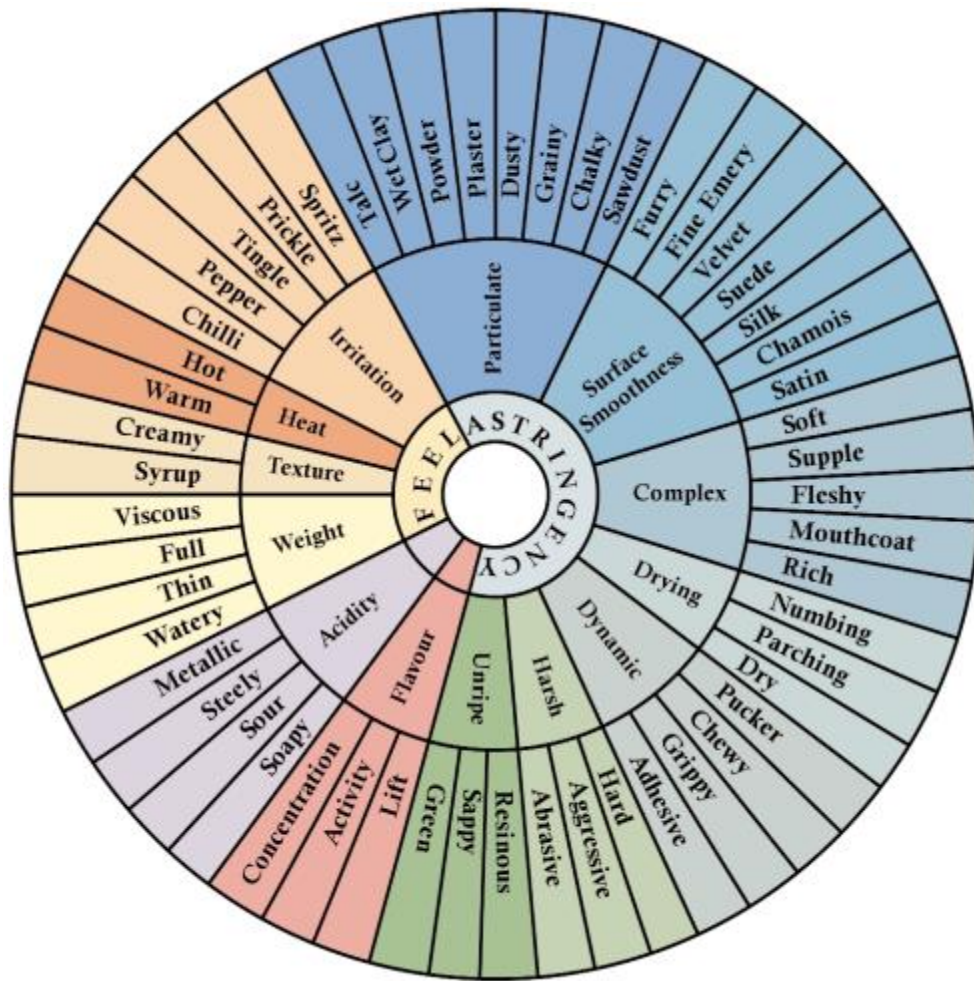 FEEL
ASTRINGENCY
Particulate
Talc
Wet Clay
Powder
Plaster
Dusty
Grainy
Chalky
Sawdust
Surface
Smoothness
Furry
Fine Emery
Velvet
Suede
Silk
Chamois
Satin
Complex
Soft
Supple
Fleshy
Mouthcoat
Rich
Drying
Numbing
Parching
Dry
Dynamic
Pucker
Chewy
Grippy
Adhesive
Harsh
Hard
Aggressive
Abrasive
Unripe
Resinous
Sappy
Green
Flavour
Lift
Activity
Concentration
Acidity
Soapy
Sour
Steely
Metallic
Weight
Watery
Thin
Full
Viscous
Texture
Syrup
Creamy
Heat
Warm
Hot
Irritation
Chilli
Pepper
Tingle
Prickle
Spritz